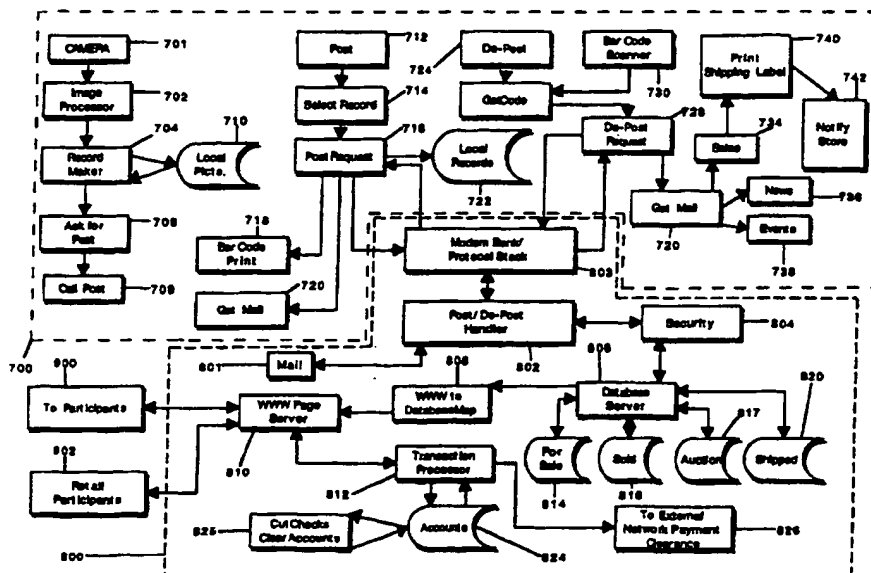 CAMERA
701
Image
Processor
702
704
710
Record
Maker
Local
Picts.
Ask for
Post
708
Call Post
709
Post
712
Select Record
714
Post Request
716
Local
Records
722
718
Bar Code
Print
720
Get Mail
De-Post
724
Bar Code
Scanner
730
GetCode
728
De-Post
Request
740
Print
Shipping Label
742
Notify
Store
734
Sales
Get Mail
720
News
736
Events
738
Modem Bank/
Protocol Stack
803
Post/De-Post
Handler
802
Security
804
801
Mail
700
900
To Participants
WWW Page
Server
810
808
WWW to
DatabaseMap
806
Database
Server
820
817
For
Sale
814
Sold
816
Auction
Shipped
902
Retail
Participants
Transaction
Processor
812
825
Cut Checks
Clear Accounts
Accounts
824
To External
Network Payment
Clearance
826
800